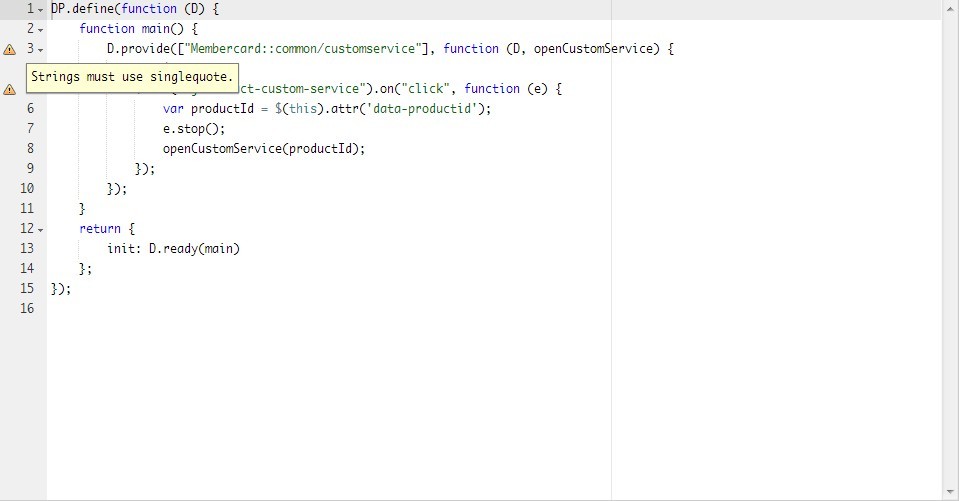 1 DP.define(function (D) {
2 function main() {
3 D.provide(["Membercard::common/customservice"], function (D, openCustomService) {
Strings must use singlequote.
ct-custom-service").on("click", function (e) {
6 var productId = $(this).attr('data-productid');
7 e.stop();
8 openCustomService(productId);
9 });
10 });
11 }
12 return {
13 init: D.ready(main)
14 };
15 });
16